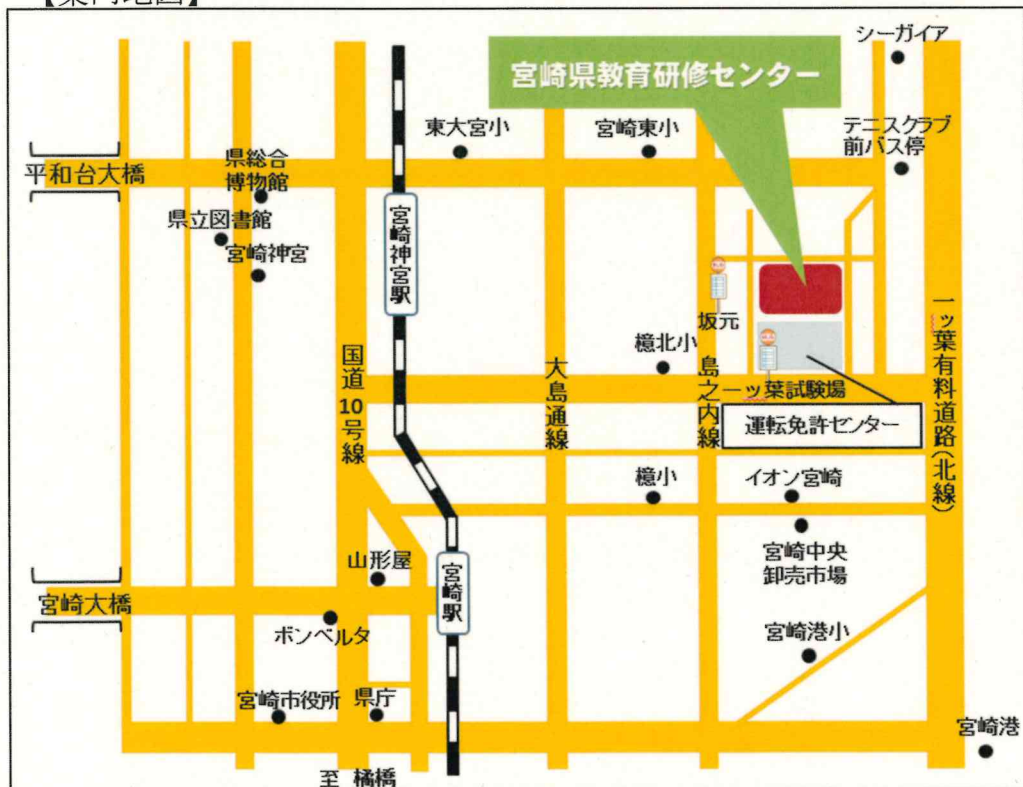 【案内地図】
シーガイア
宮崎県教育研修センター
東大宮小
宮崎東小
テニスクラブ
前バス停
平和台大橋
県総合
博物館
県立図書館
宮崎神宮
宮崎神宮駅
坂元
檍北小
一ッ葉有料道路(北線)
国道10号線
大島通線
島之内線
一ッ葉試験場
運転免許センター
檍小
イオン宮崎
宮崎中央
卸売市場
山形屋
宮崎駅
宮崎大橋
ボンベルタ
宮崎港小
宮崎市役所
県庁
宮崎港
至 橘橋